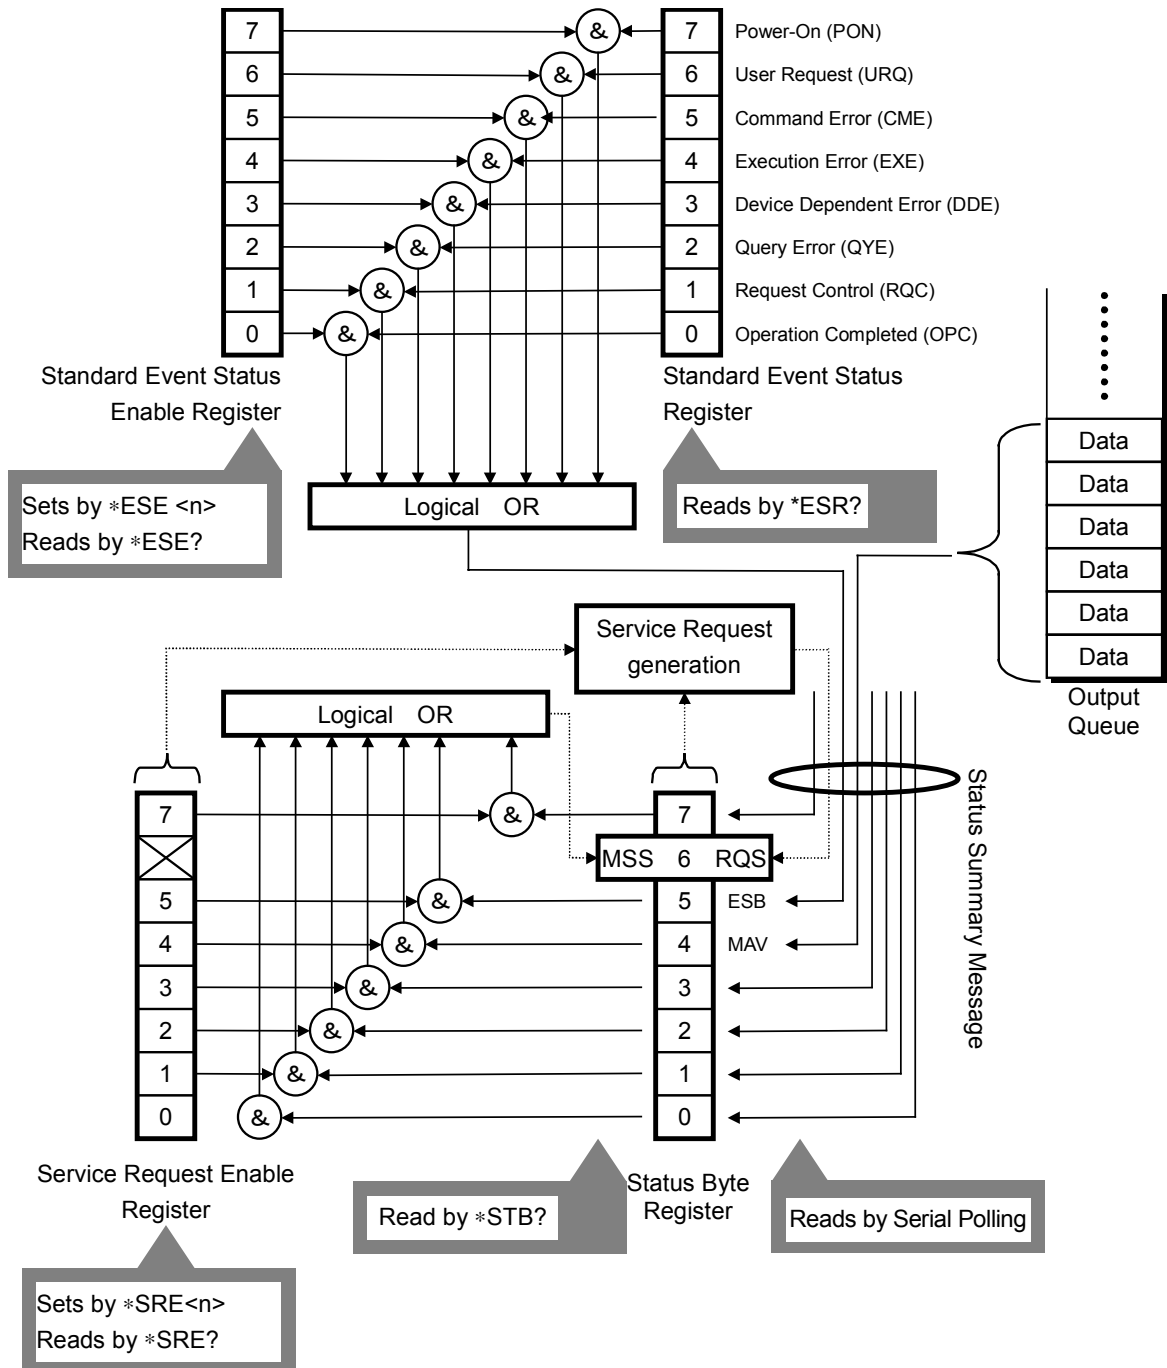 7 & 7 Power-On (PON)
6 & 6 User Request (URQ)
5 & 5 Command Error (CME)
4 & 4 Execution Error (EXE)
3 & 3 Device Dependent Error (DDE)
2 & 2 Query Error (QYE)
1 & 1 Request Control (RQC)
0 & 0 Operation Completed (OPC)
Standard Event Status
Enable Register
Standard Event Status
Register
Sets by *ESE <n>
Reads by *ESE?
Logical OR
Reads by *ESR?
Data
Data
Data
Data
Data
Data
Output
Queue
Service Request
generation
Logical OR
7 & 7
MSS 6 RQS
5 & 5 ESB
4 & 4 MAV
3 & 3
2 & 2
1 & 1
0 & 0
Status Summary Message
Service Request Enable
Register
Status Byte
Register
Read by *STB?
Reads by Serial Polling
Sets by *SRE<n>
Reads by *SRE?